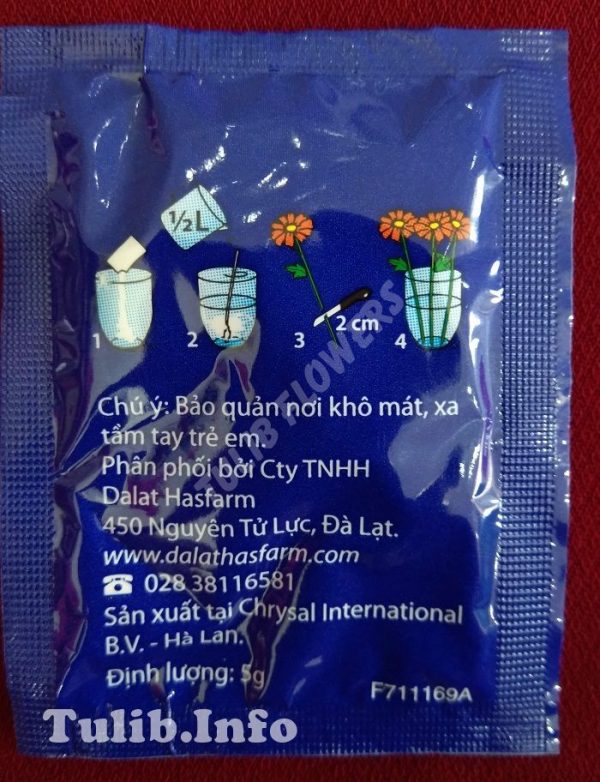 ½L
2 cm
1
2
3
4
TULIB FLOWERS
Chú ý: Bảo quản nơi khô mát, xa
tầm tay trẻ em.
Phân phối bởi Cty TNHH
Dalat Hasfarm
450 Nguyên Tử Lực, Đà Lạt.
www.dalathasfarm.com
☎ 028 38116581
Sản xuất tại Chrysal International
B.V. - Hà Lan.
Định lượng: 5g
F711169A
Tulib.Info